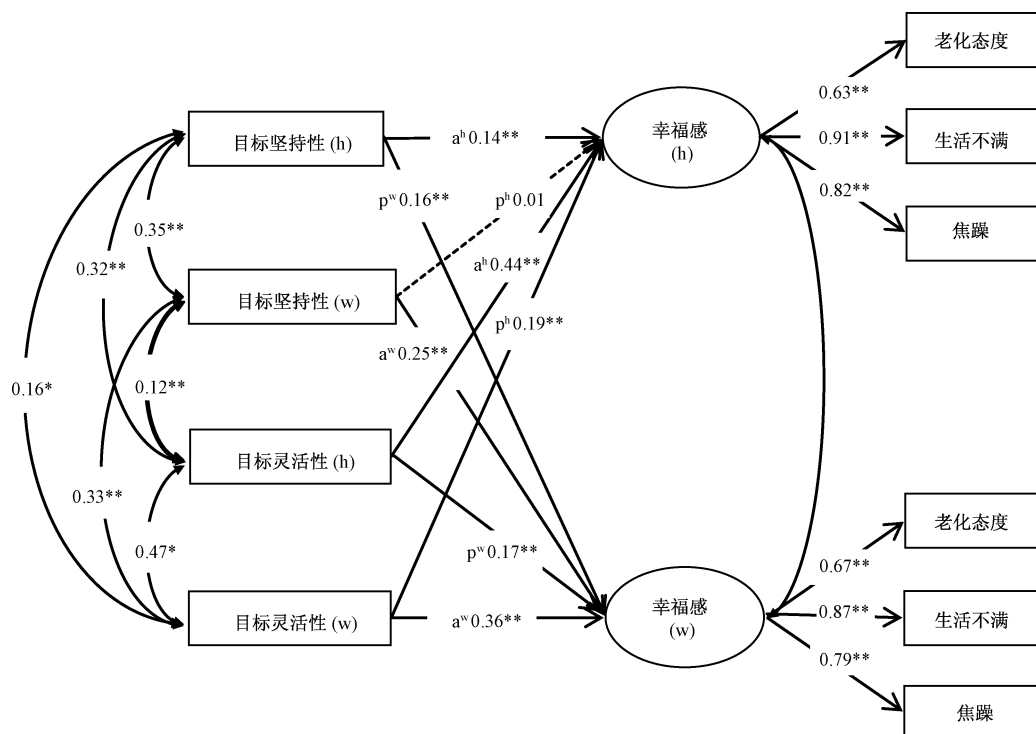 老化态度
0.63**
目标坚持性 (h)
aʰ 0.14**
幸福感
(h)
0.91**
生活不满
0.82**
pʷ 0.16**
pʰ 0.01
0.35**
焦躁
0.32**
aʰ 0.44**
目标坚持性 (w)
pʰ 0.19**
aʷ 0.25**
0.16*
0.12**
目标灵活性 (h)
0.33**
老化态度
0.47*
pʷ 0.17**
0.67**
目标灵活性 (w)
aʷ 0.36**
幸福感
(w)
0.87**
生活不满
0.79**
焦躁